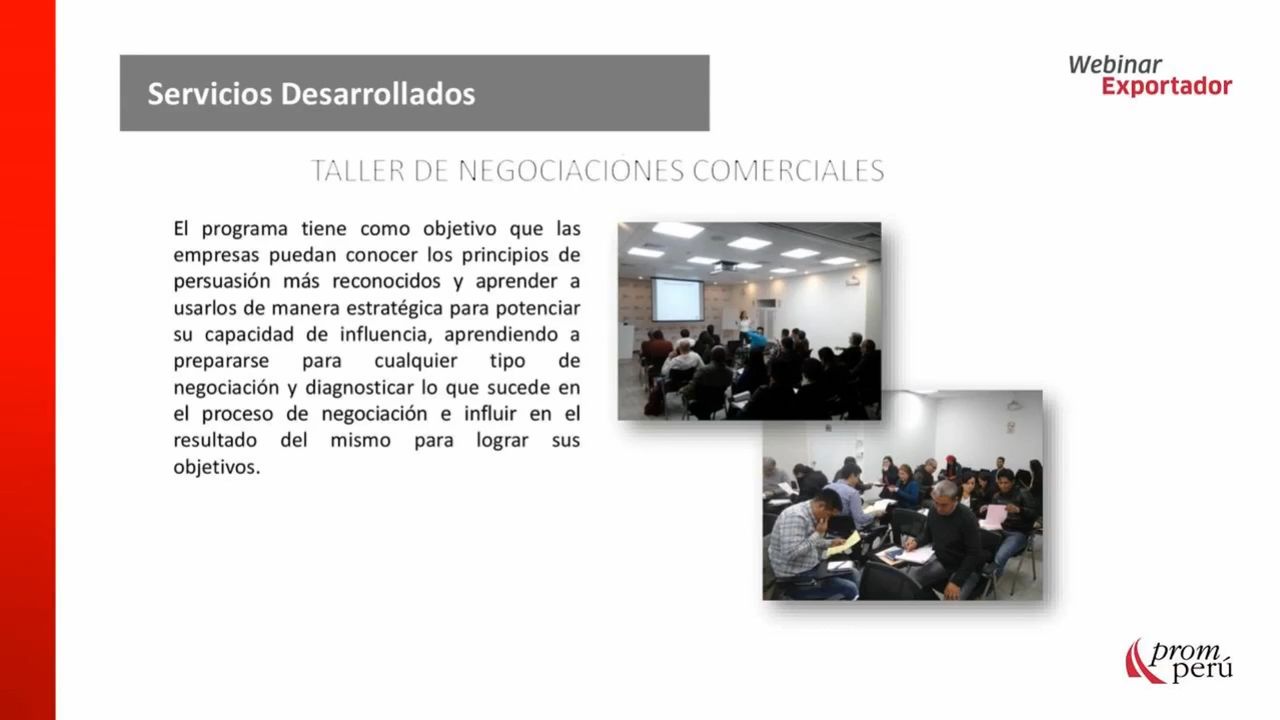 Servicios Desarrollados
Webinar
Exportador
TALLER DE NEGOCIACIONES COMERCIALES
El programa tiene como objetivo que las
empresas puedan conocer los principios de
persuasión más reconocidos y aprender a
usarlos de manera estratégica para potenciar
su capacidad de influencia, aprendiendo a
prepararse para cualquier tipo de
negociación y diagnosticar lo que sucede en
el proceso de negociación e influir en el
resultado del mismo para lograr sus
objetivos.
prom
perú